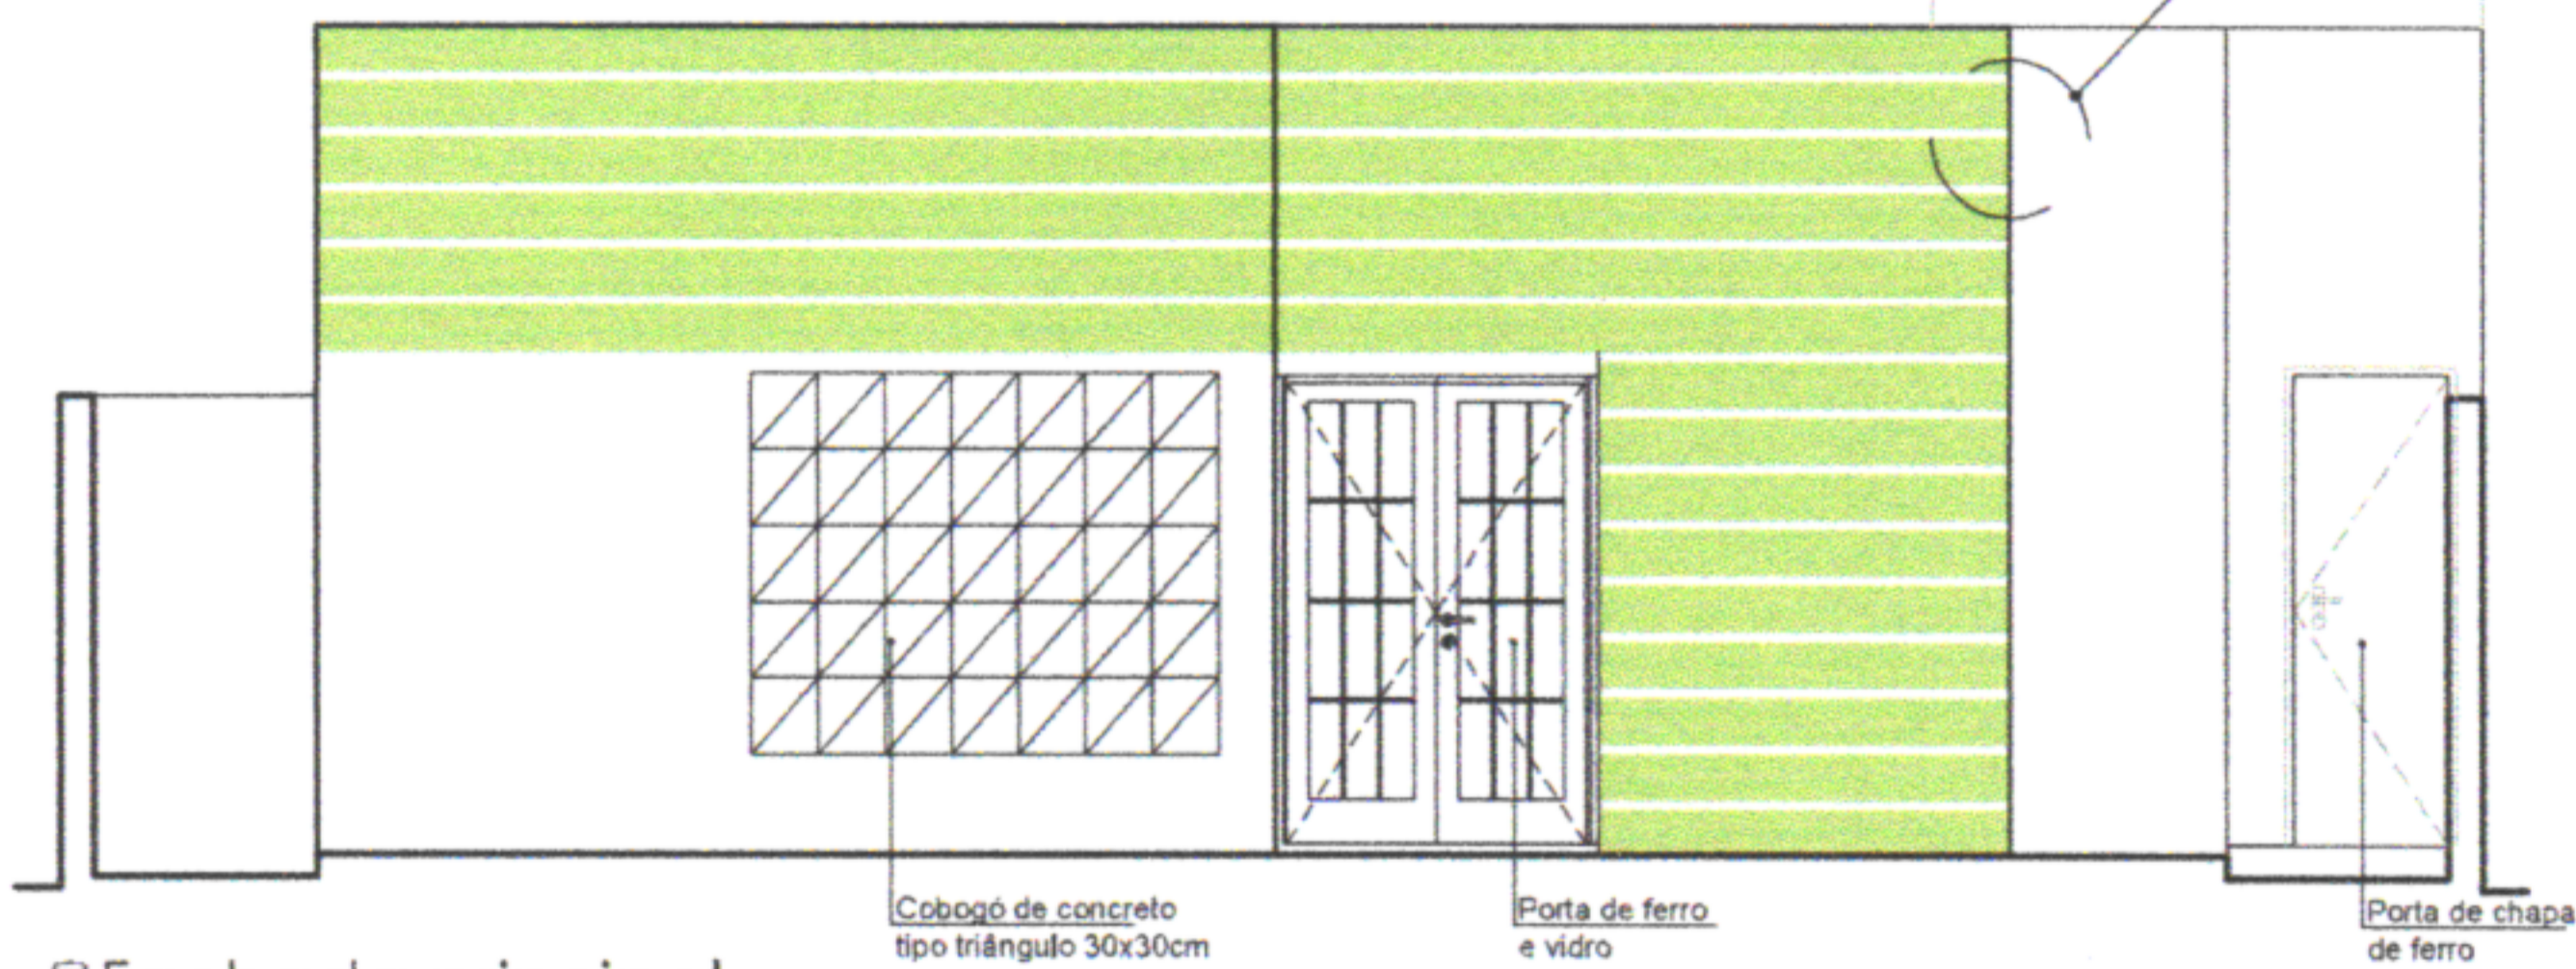 Cobogó de concreto
tipo triângulo 30x30cm
Porta de ferro
e vidro
Porta de chapa
de ferro